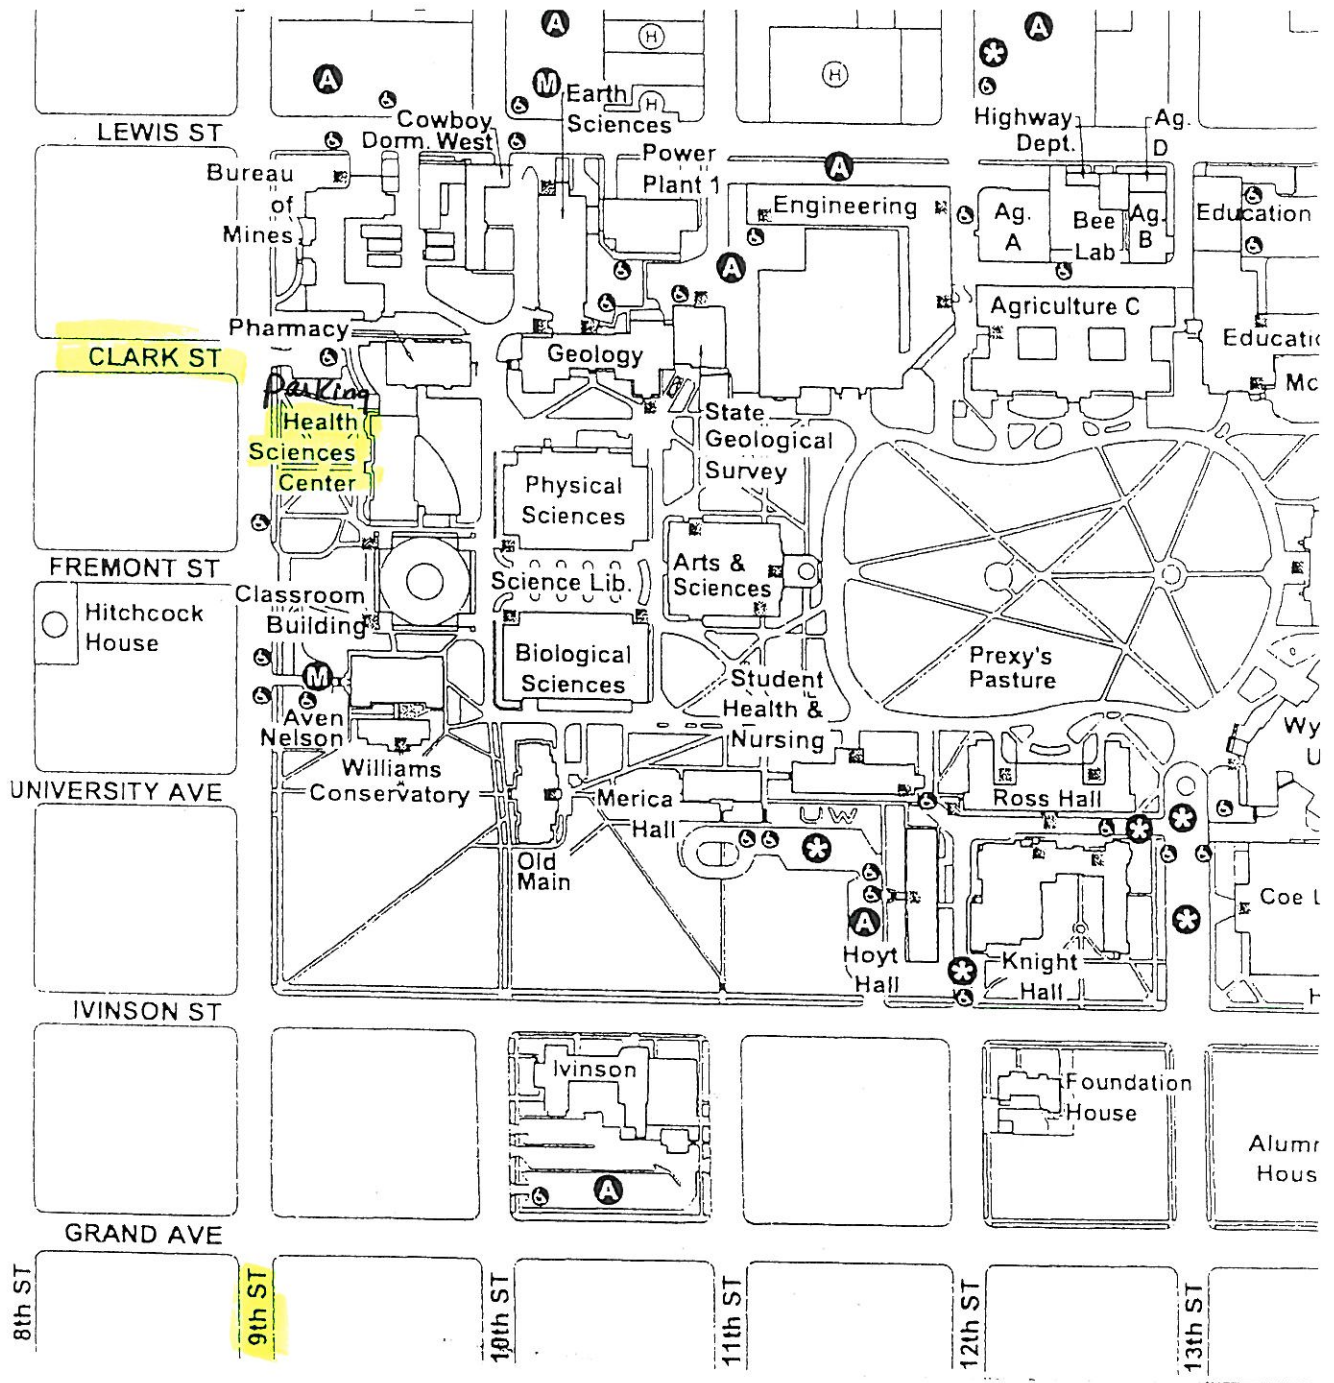 A
A
A
H
H
H
M
LEWIS ST
Cowboy
Dorm. West
Earth
Sciences
Highway
Dept.
Ag.
D
Bureau
of
Mines
Power
Plant 1
A
Engineering
Ag.
A
Bee
Lab
Ag.
B
Education
A
Pharmacy
Geology
Agriculture C
Educatio
CLARK ST
Parking
Mc
Health
Sciences
Center
State
Geological
Survey
Physical
Sciences
FREMONT ST
Arts &
Sciences
Science Lib.
Classroom
Building
Hitchcock
House
Biological
Sciences
Prexy's
Pasture
M
Student
Health &
Nursing
Aven
Nelson
Wy
U
Williams
Conservatory
UNIVERSITY AVE
Merica
Hall
Ross Hall
U W
Old
Main
Coe L
A
Hoyt
Hall
Knight
Hall
H
IVINSON ST
Ivinson
Foundation
House
Alumn
Hous
A
GRAND AVE
8th ST
9th ST
10th ST
11th ST
12th ST
13th ST